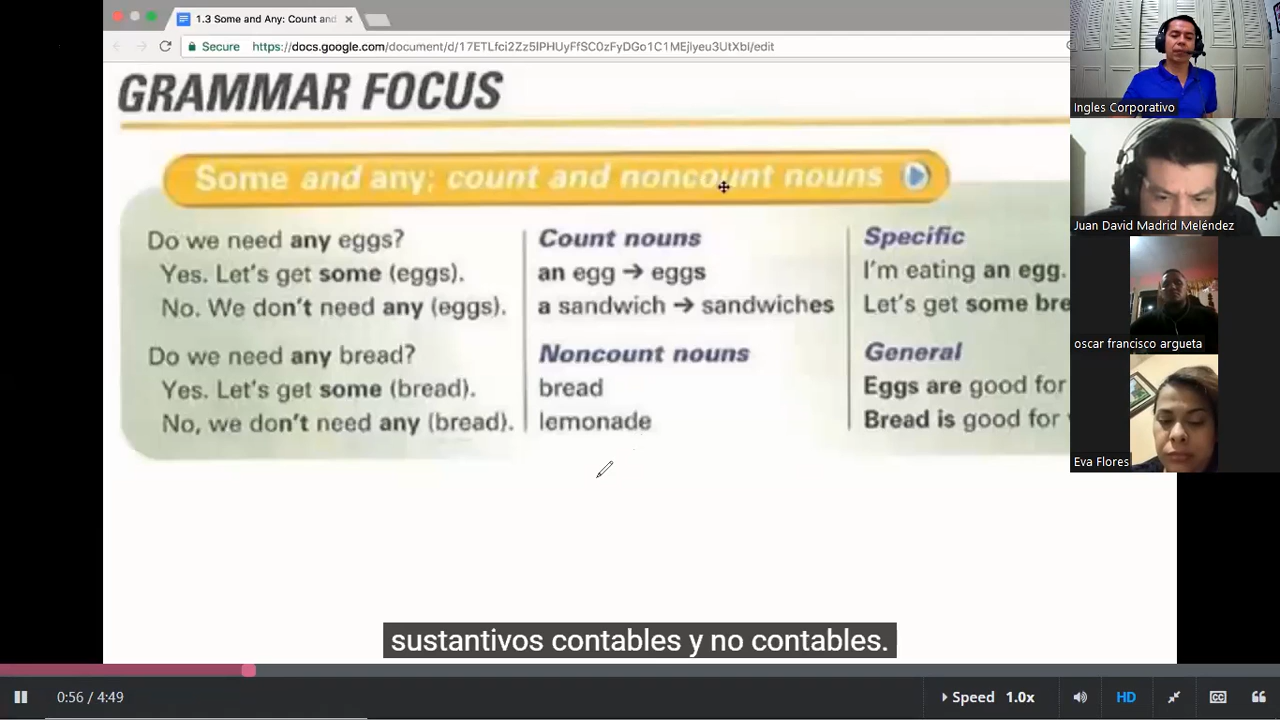 1.3 Some and Any: Count and
Secure
https://docs.google.com/document/d/17ETLfci2Zz5IPHUyFfSC0zFyDGo1C1MEjIyeu3UtXbI/edit
GRAMMAR FOCUS
Some and any; count and noncount nouns
Do we need any eggs?
Yes. Let's get some (eggs).
No. We don't need any (eggs).
Do we need any bread?
Yes. Let's get some (bread).
No, we don't need any (bread).
Count nouns
an egg → eggs
a sandwich → sandwiches
Noncount nouns
bread
lemonade
Specific
I'm eating an egg.
Let's get some bre
General
Eggs are good for
Bread is good for
Ingles Corporativo
Juan David Madrid Meléndez
oscar francisco argueta
Eva Flores
sustantivos contables y no contables.
0:56 / 4:49
Speed 1.0x
HD
CC